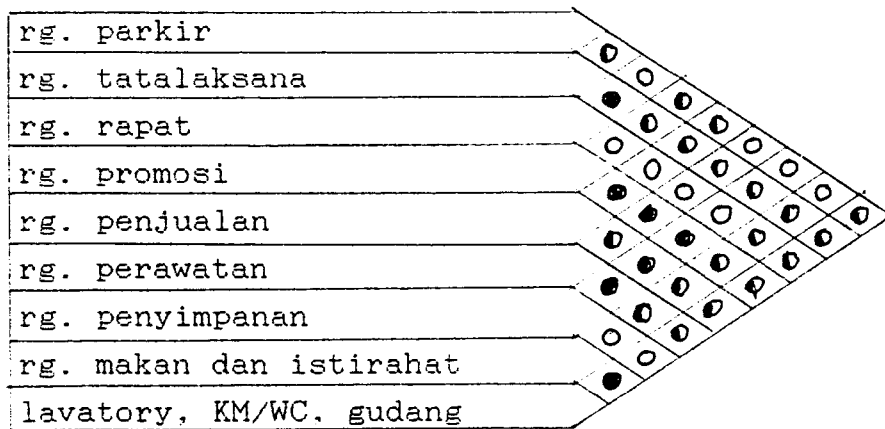 rg. parkir
rg. tatalaksana
rg. rapat
rg. promosi
rg. penjualan
rg. perawatan
rg. penyimpanan
rg. makan dan istirahat
lavatory, KM/WC. gudang